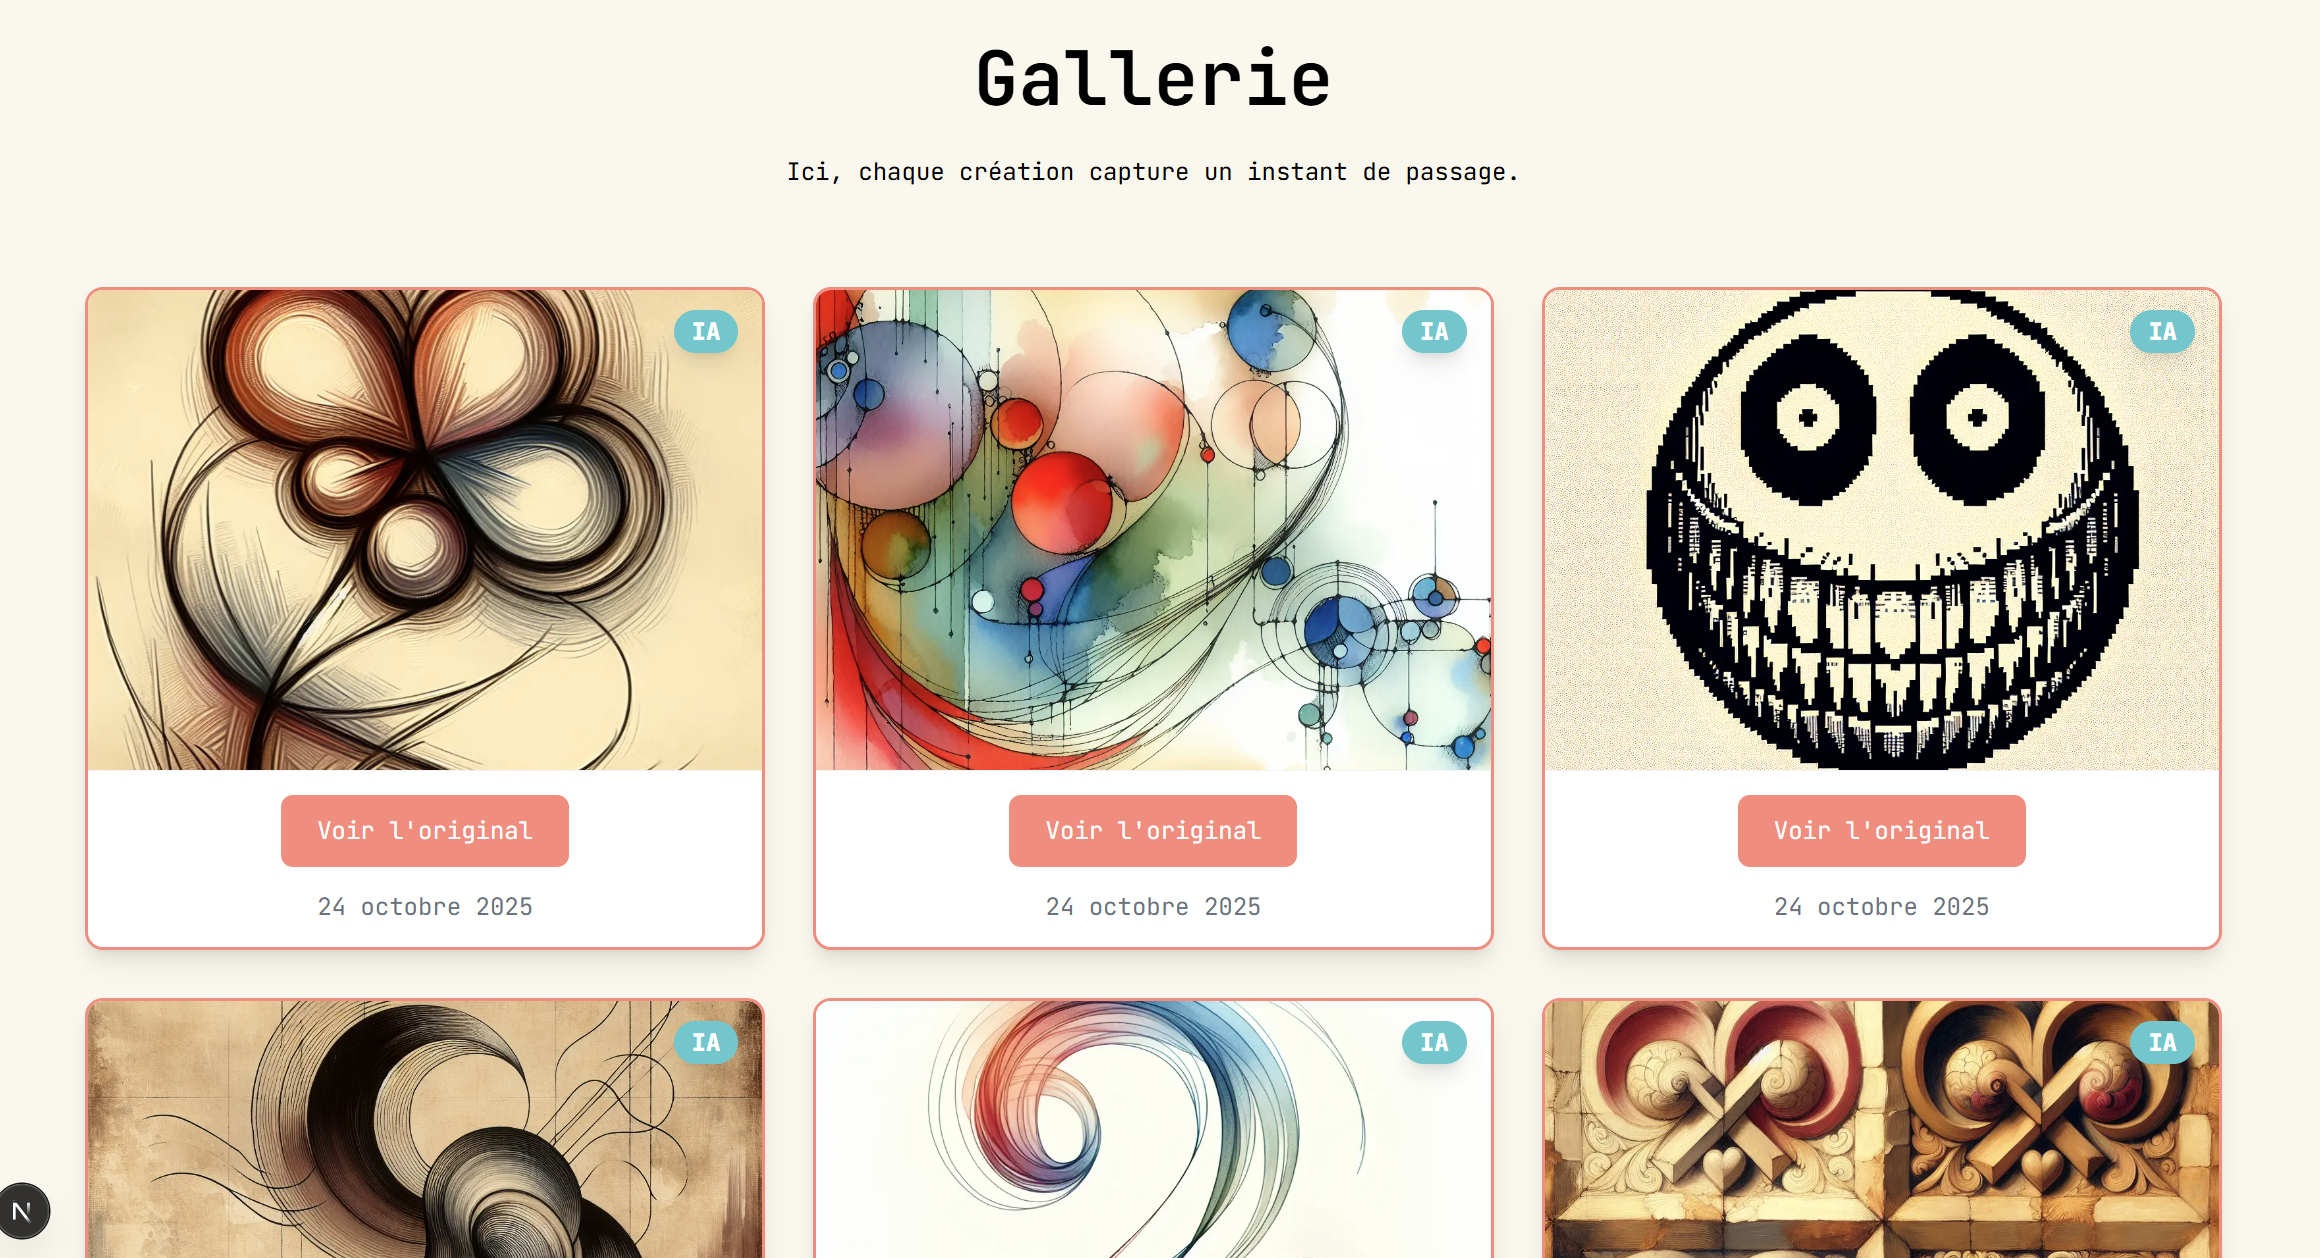 Gallerie
Ici, chaque création capture un instant de passage.
IA
IA
IA
Voir l'original
Voir l'original
Voir l'original
24 octobre 2025
24 octobre 2025
24 octobre 2025
IA
IA
IA
N